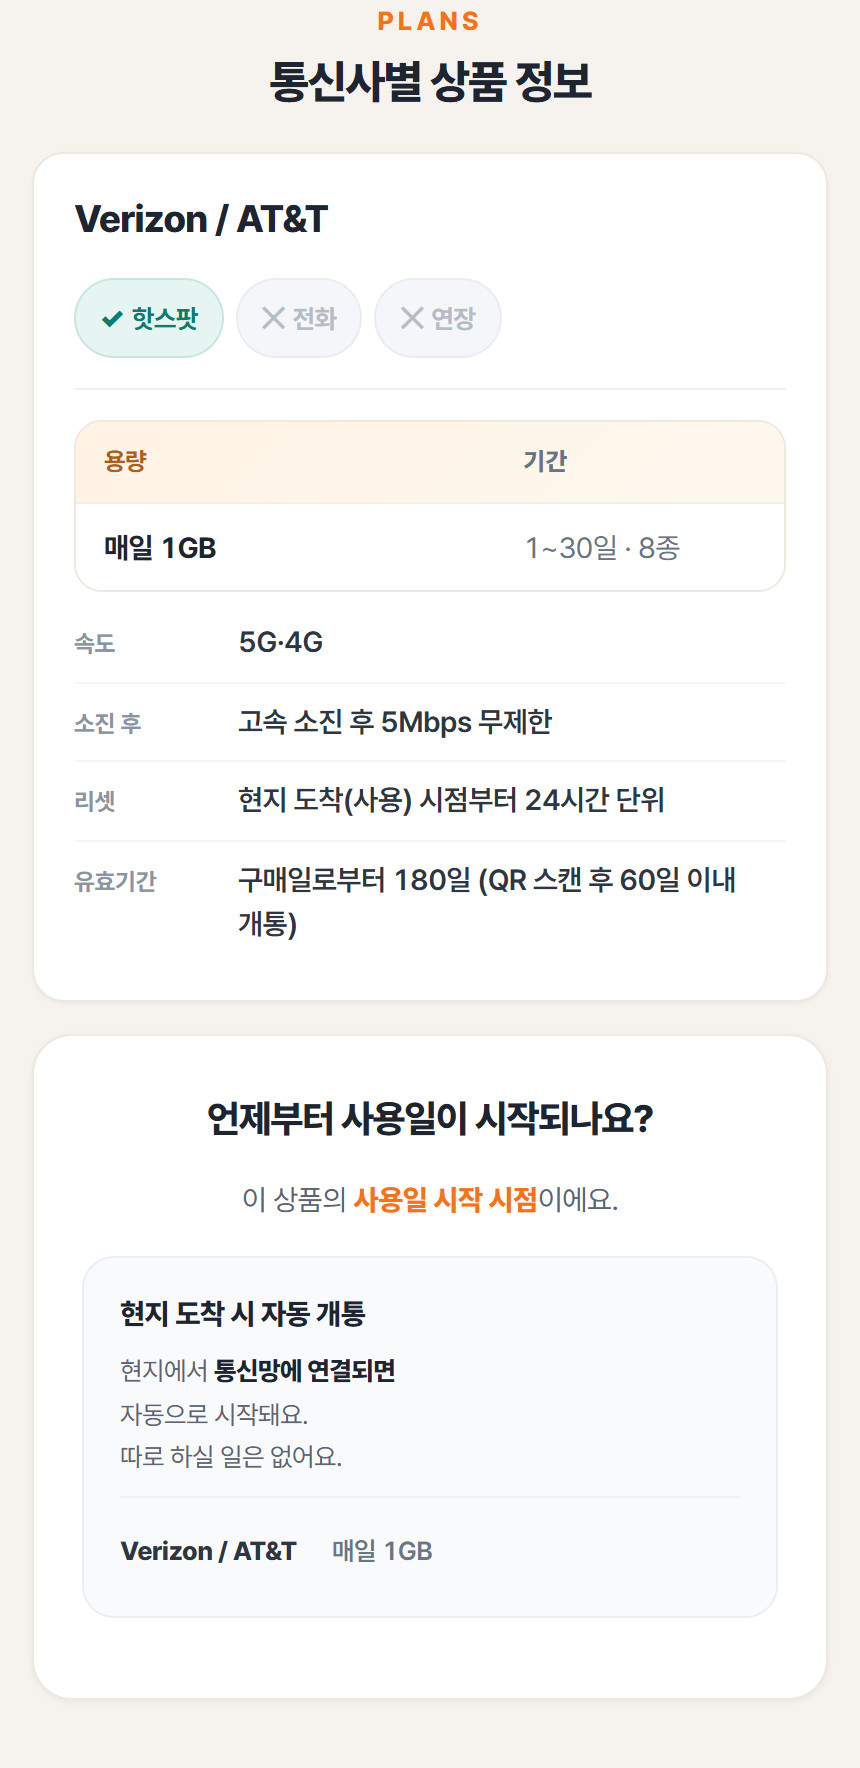 PLANS
통신사별 상품 정보
Verizon / AT&T
✓ 핫스팟 ✕ 전화 ✕ 연장
용량 기간
매일 1GB 1~30일 · 8종
속도 5G·4G
소진 후 고속 소진 후 5Mbps 무제한
리셋 현지 도착(사용) 시점부터 24시간 단위
유효기간 구매일로부터 180일 (QR 스캔 후 60일 이내
개통)
언제부터 사용일이 시작되나요?
이 상품의 사용일 시작 시점이에요.
현지 도착 시 자동 개통
현지에서 통신망에 연결되면
자동으로 시작돼요.
따로 하실 일은 없어요.
Verizon / AT&T 매일 1GB